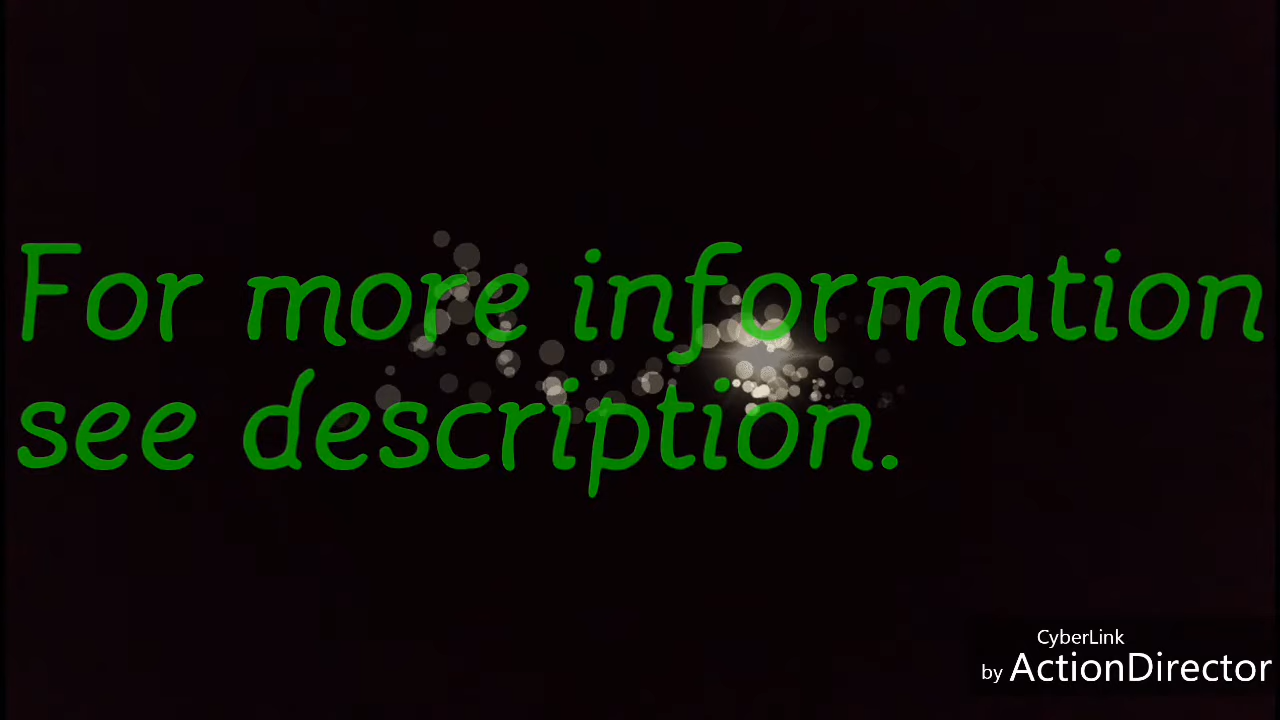 For more information
see description.
CyberLink
by ActionDirector